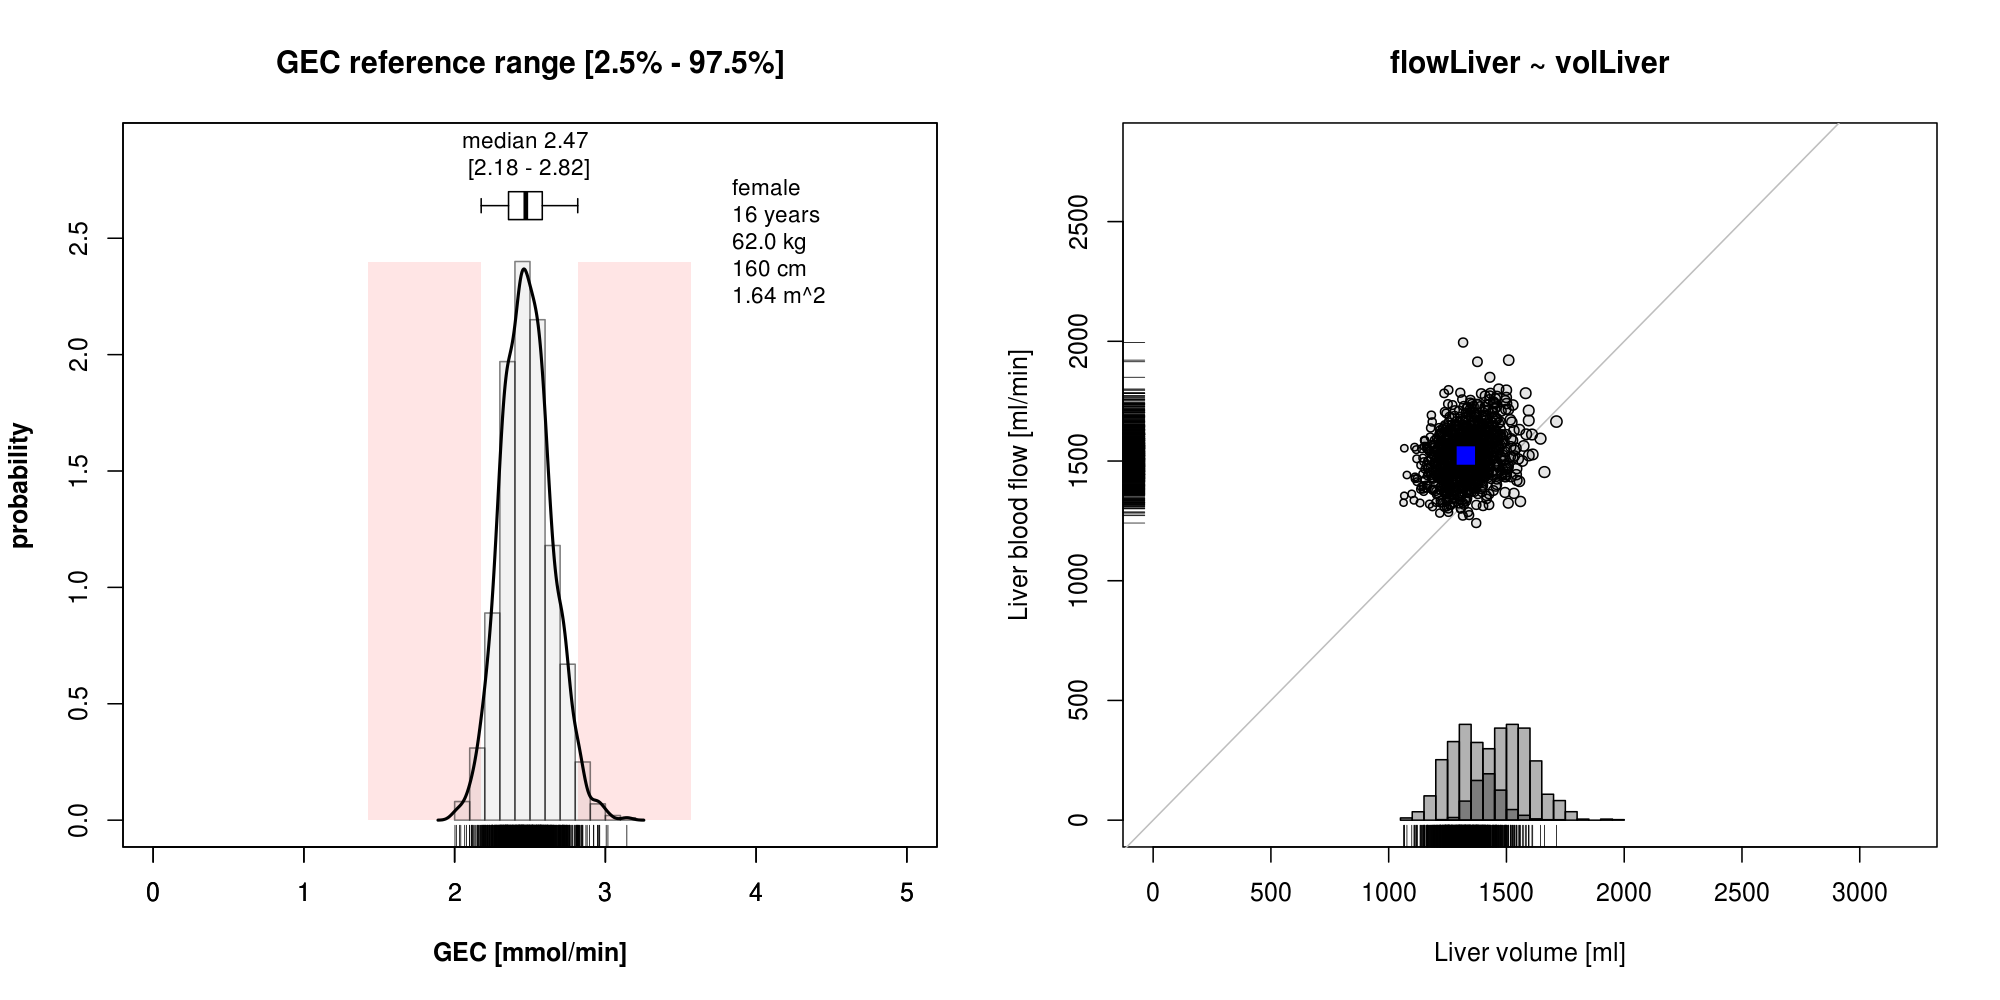 GEC reference range [2.5% - 97.5%]
median 2.47
[2.18 - 2.82]
female
16 years
62.0 kg
160 cm
1.64 m^2
probability
2.5
2.0
1.5
1.0
0.5
0.0
0 1 2 3 4 5
GEC [mmol/min]
flowLiver ~ volLiver
Liver blood flow [ml/min]
2500
2000
1500
1000
500
0
0 500 1000 1500 2000 2500 3000
Liver volume [ml]